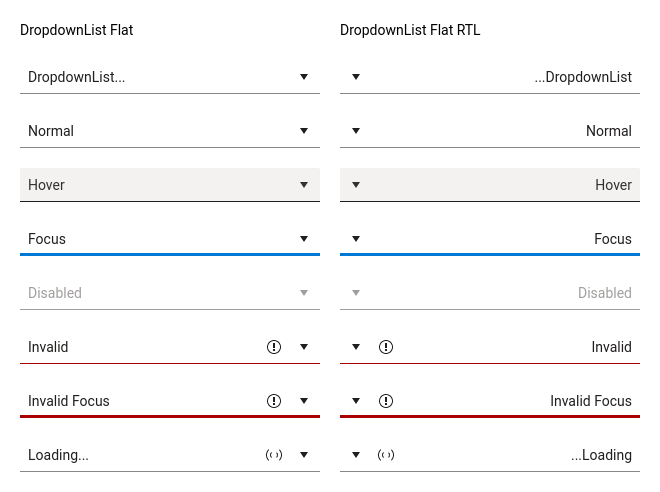 DropdownList Flat
DropdownList...
Normal
Hover
Focus
Disabled
Invalid
Invalid Focus
Loading...
DropdownList Flat RTL
...DropdownList
Normal
Hover
Focus
Disabled
Invalid
Invalid Focus
...Loading